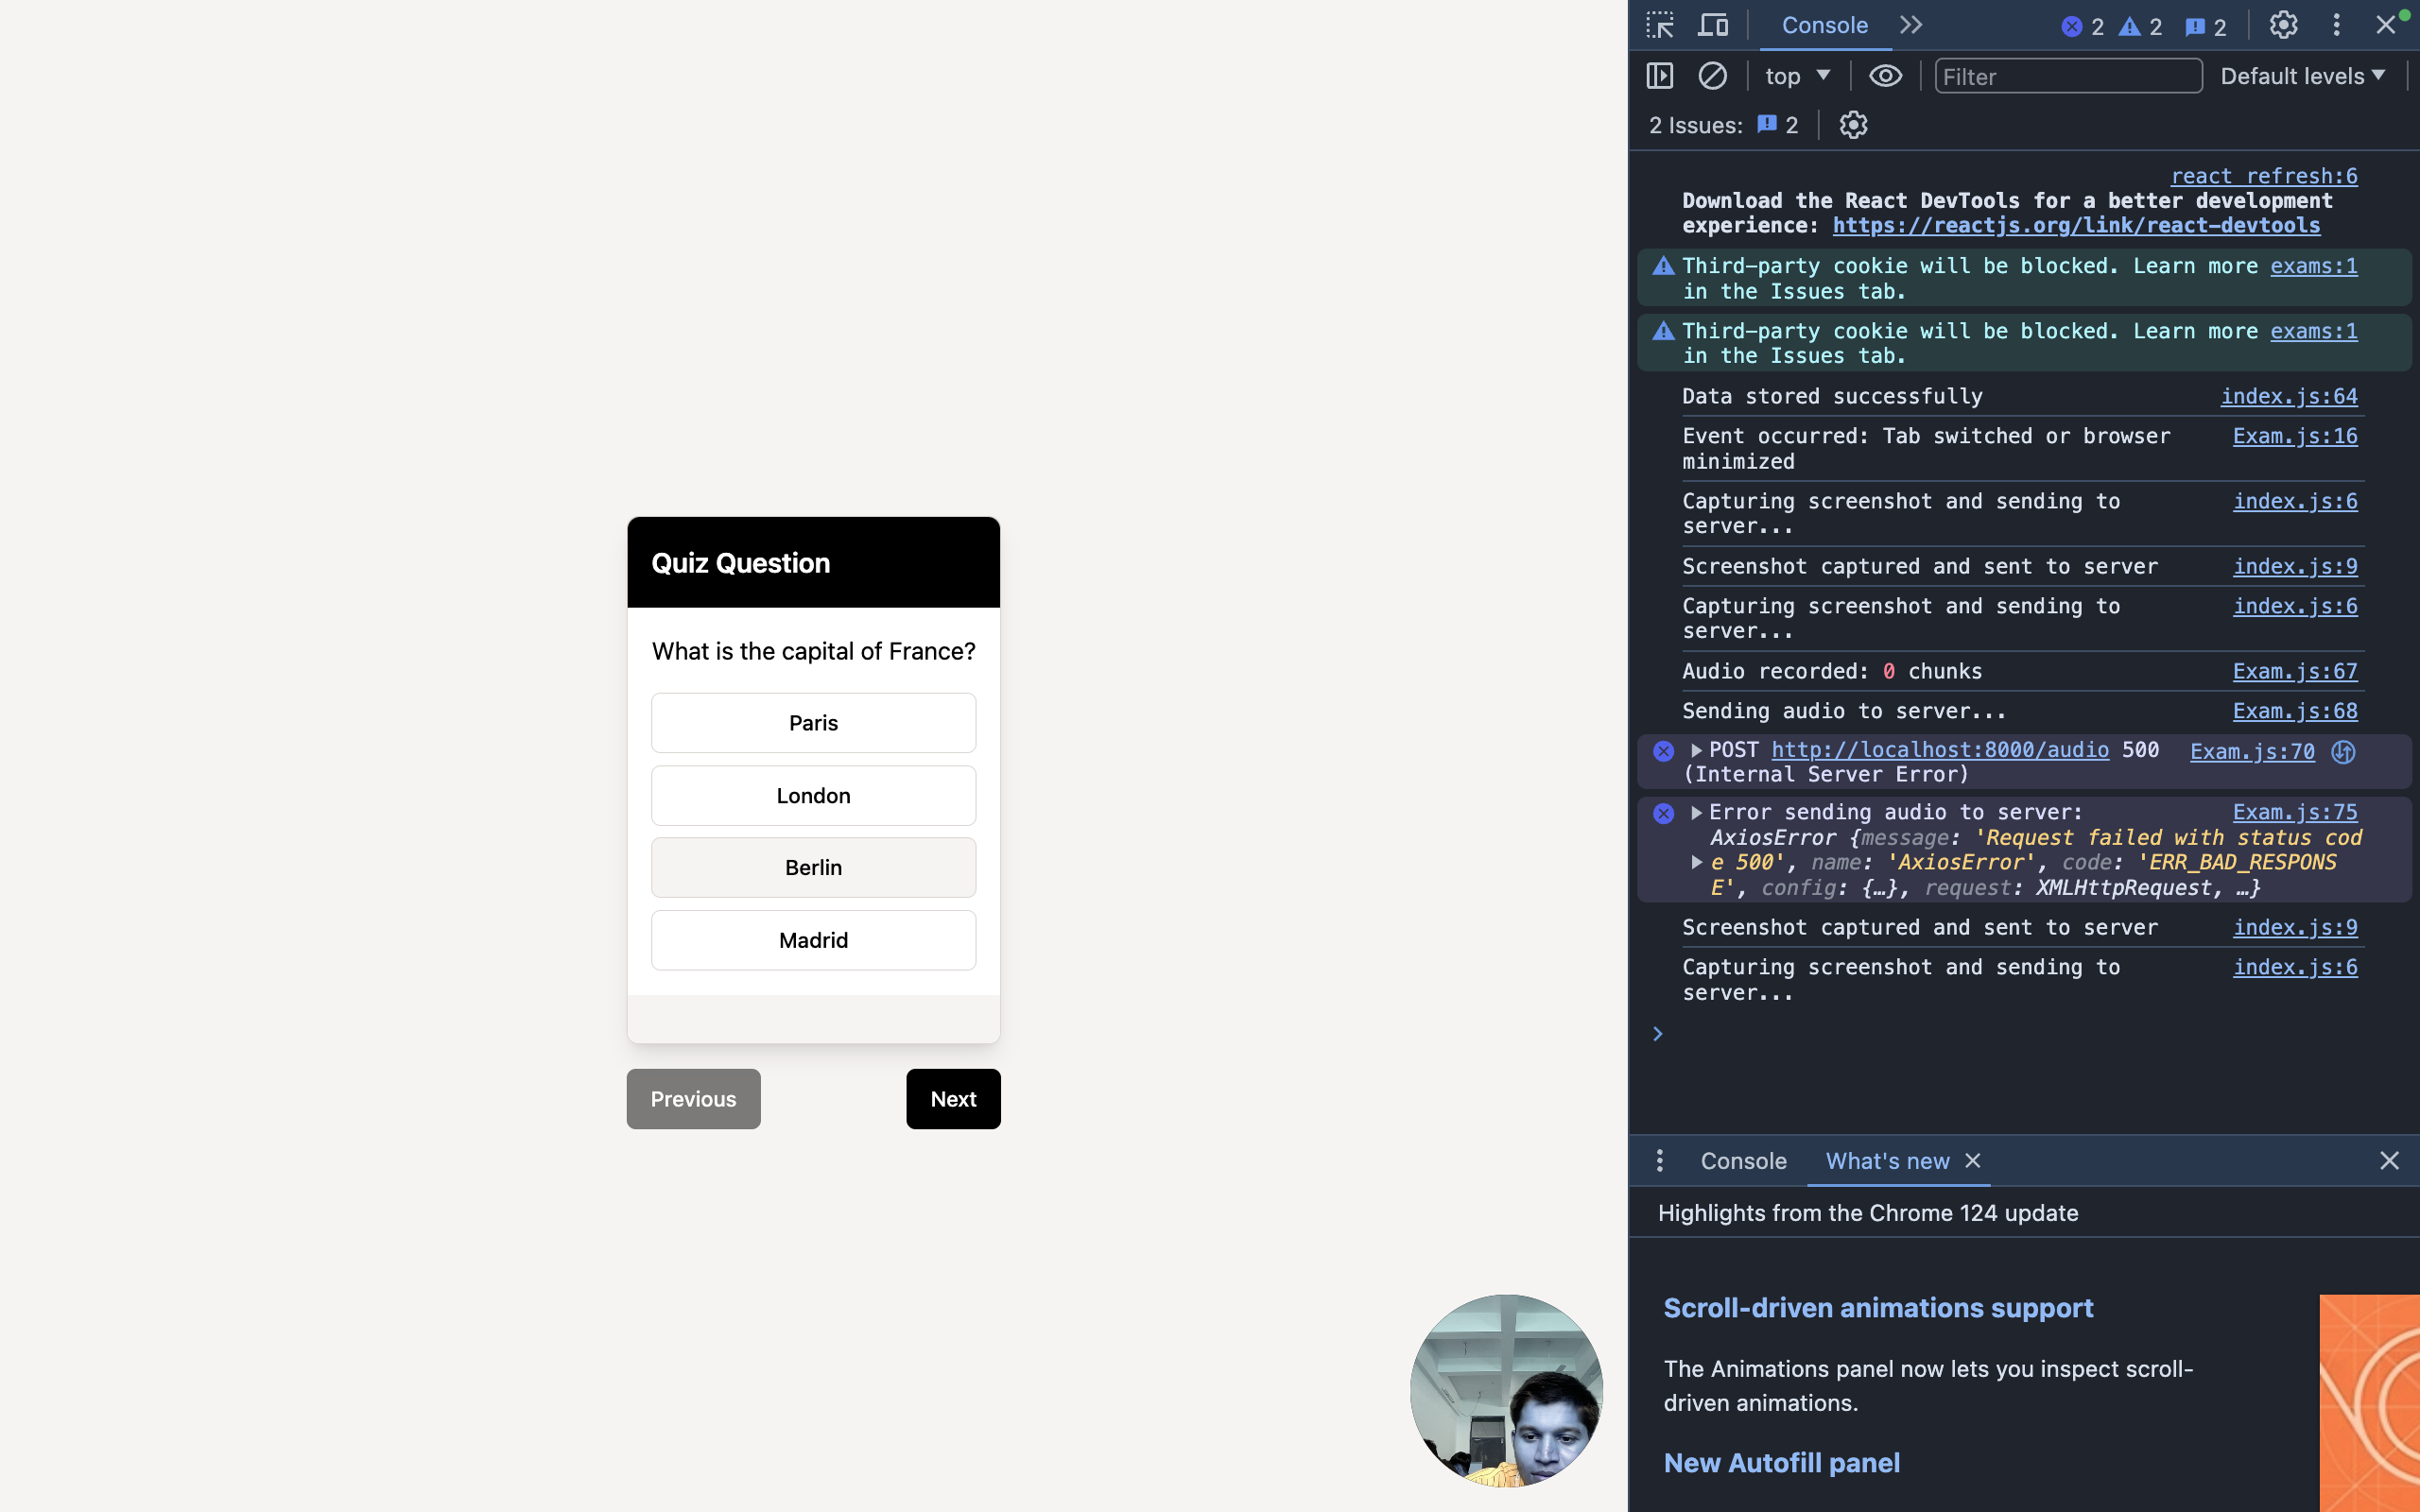 Quiz Question
What is the capital of France?
Paris
London
Berlin
Madrid
Previous
Next
Console
2
2
2
top
Filter
Default levels
2 Issues:
2
react refresh:6
Download the React DevTools for a better development
experience: https://reactjs.org/link/react-devtools
Third-party cookie will be blocked. Learn more exams:1
in the Issues tab.
Third-party cookie will be blocked. Learn more exams:1
in the Issues tab.
Data stored successfully index.js:64
Event occurred: Tab switched or browser Exam.js:16
minimized
Capturing screenshot and sending to index.js:6
server...
Screenshot captured and sent to server index.js:9
Capturing screenshot and sending to index.js:6
server...
Audio recorded: 0 chunks Exam.js:67
Sending audio to server... Exam.js:68
POST http://localhost:8000/audio 500 Exam.js:70
(Internal Server Error)
Error sending audio to server: Exam.js:75
AxiosError {message: 'Request failed with status cod
e 500', name: 'AxiosError', code: 'ERR_BAD_RESPONS
E', config: {…}, request: XMLHttpRequest, …}
Screenshot captured and sent to server index.js:9
Capturing screenshot and sending to index.js:6
server...
Console
What's new
Highlights from the Chrome 124 update
Scroll-driven animations support
The Animations panel now lets you inspect scroll-
driven animations.
New Autofill panel